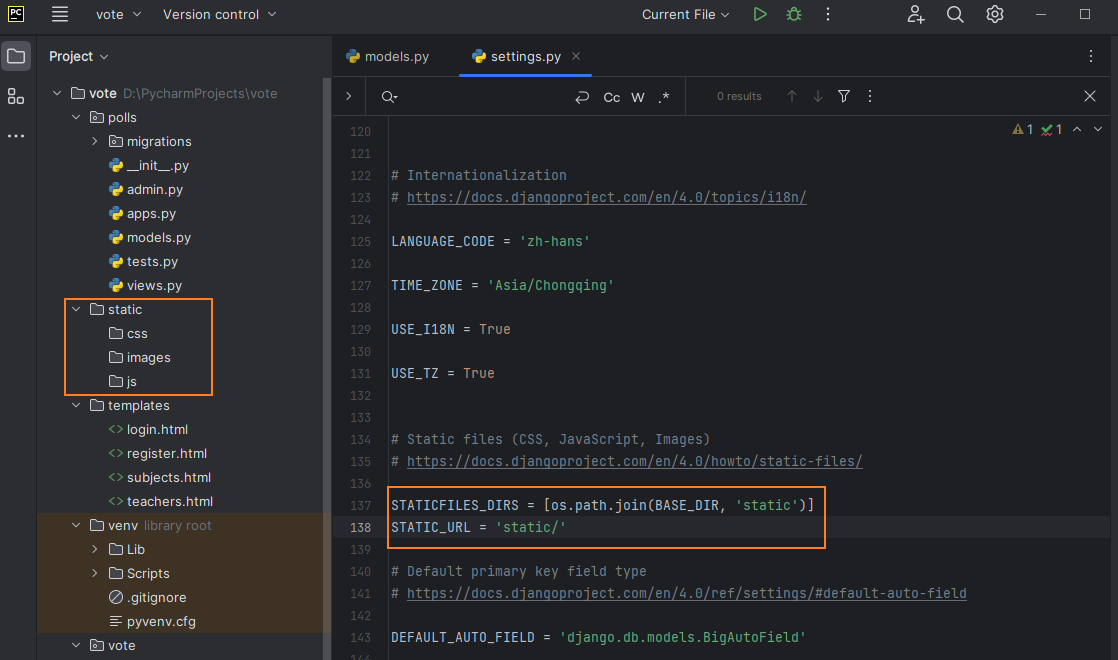 PC vote Version control Current File
Project
models.py
settings.py
vote D:\PycharmProjects\vote
polls
migrations
__init__.py
admin.py
apps.py
models.py
tests.py
views.py
static
css
images
js
templates
login.html
register.html
subjects.html
teachers.html
venv library root
Lib
Scripts
.gitignore
pyvenv.cfg
vote
Cc W .* 0 results
1 1
120
121
122 # Internationalization
123 # https://docs.djangoproject.com/en/4.0/topics/i18n/
124
125 LANGUAGE_CODE = 'zh-hans'
126
127 TIME_ZONE = 'Asia/Chongqing'
128
129 USE_I18N = True
130
131 USE_TZ = True
132
133
134 # Static files (CSS, JavaScript, Images)
135 # https://docs.djangoproject.com/en/4.0/howto/static-files/
136
137 STATICFILES_DIRS = [os.path.join(BASE_DIR, 'static')]
138 STATIC_URL = 'static/'
139
140 # Default primary key field type
141 # https://docs.djangoproject.com/en/4.0/ref/settings/#default-auto-field
142
143 DEFAULT_AUTO_FIELD = 'django.db.models.BigAutoField'